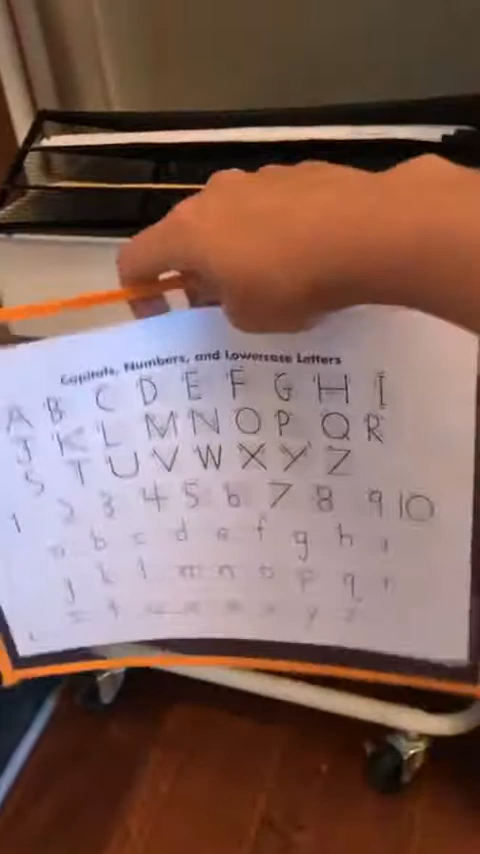 Capitals, Numbers, and Lowercase Letters
A B C D E F G H I
J K L M N O P Q R
S T U V W X Y Z
1 2 3 4 5 6 7 8 9 10
a b c d e f g h i
j k l m n o p q r
y z